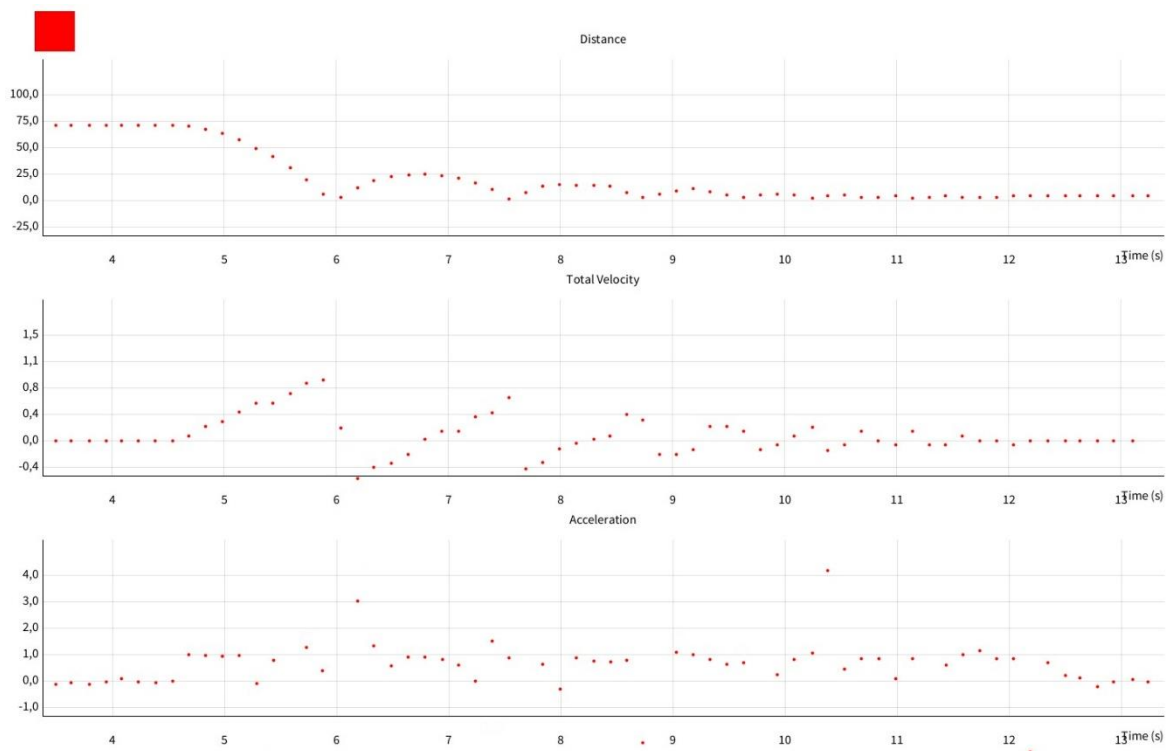 Distance
100,0
75,0
50,0
25,0
0,0
-25,0
4 5 6 7 8 9 10 11 12 13
Time (s)
Total Velocity
1,5
1,1
0,8
0,4
0,0
-0,4
4 5 6 7 8 9 10 11 12 13
Time (s)
Acceleration
4,0
3,0
2,0
1,0
0,0
-1,0
4 5 6 7 8 9 10 11 12 13
Time (s)